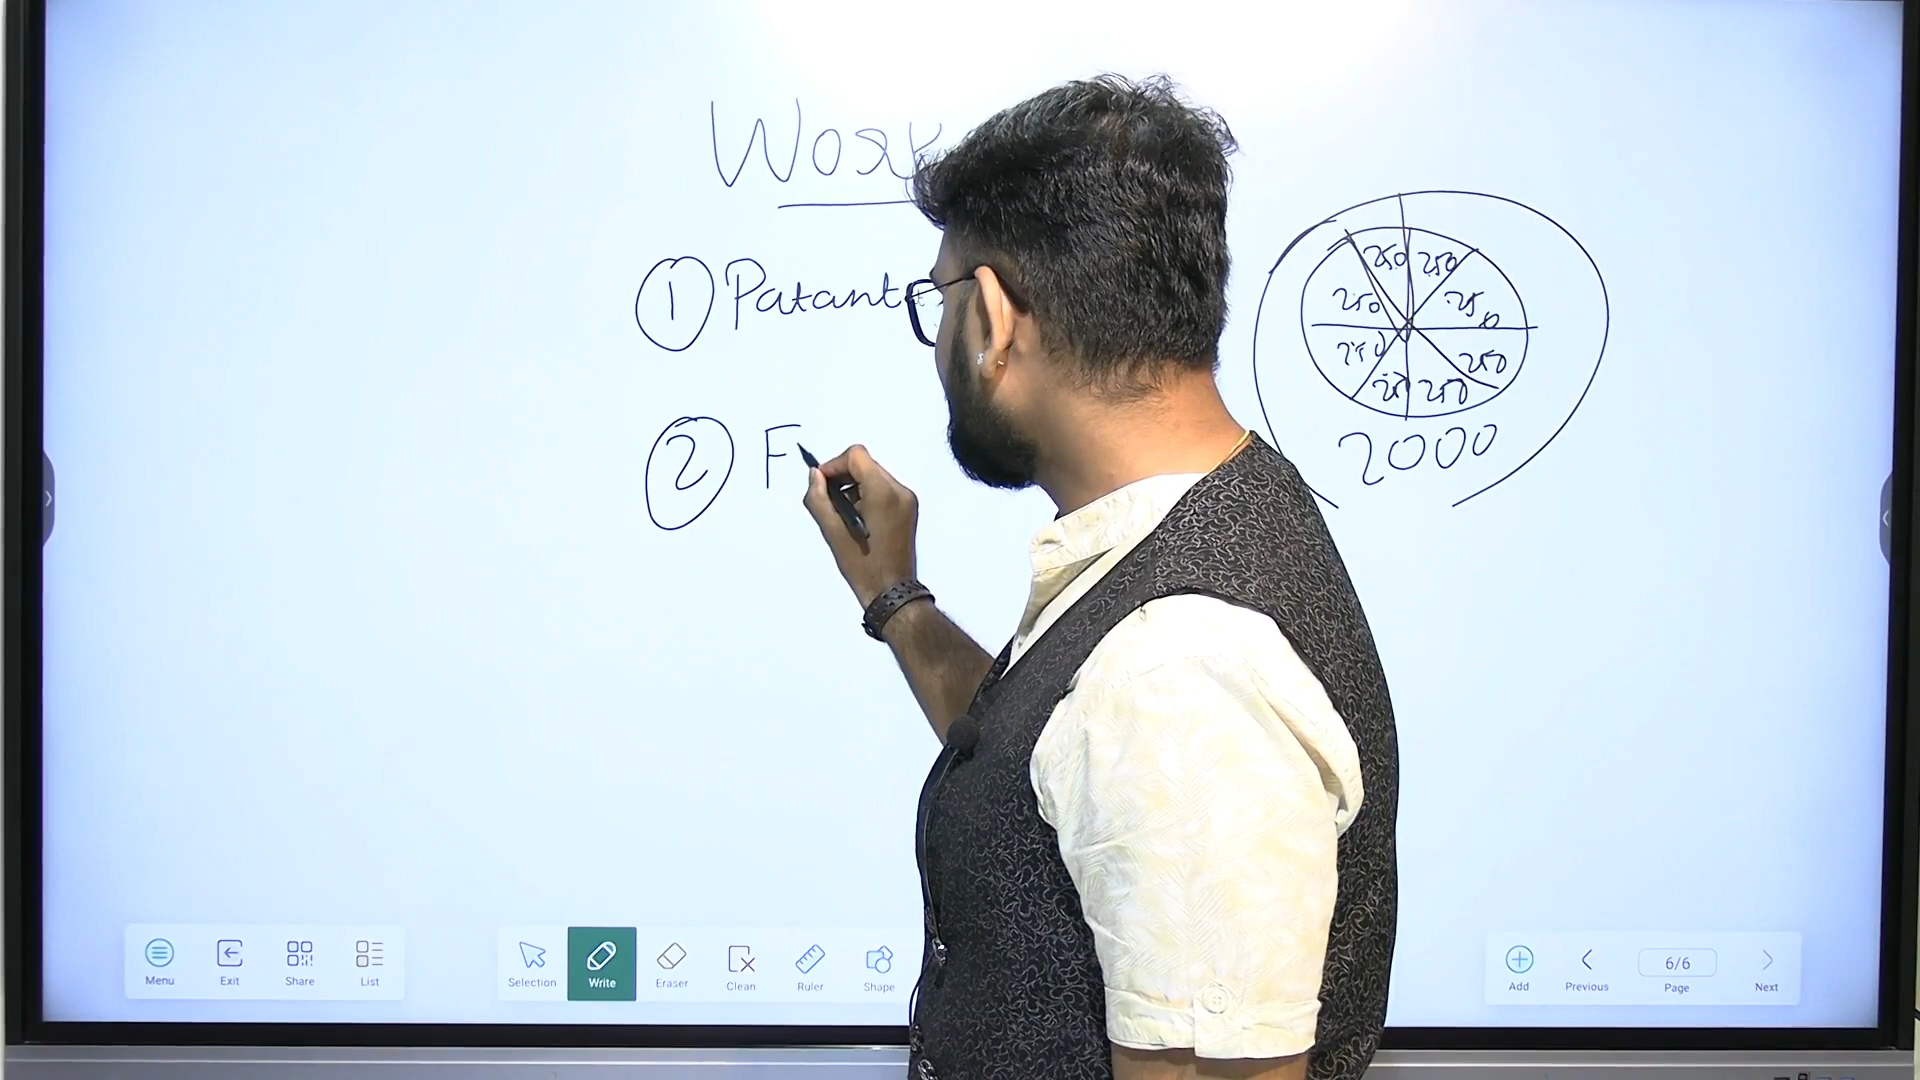 Work
① Patant
② F
250 250
250 250
250 250
250 250
2000
Menu Exit Share List
Selection Write Eraser Clean Ruler Shape
Add Previous 6/6 Page Next